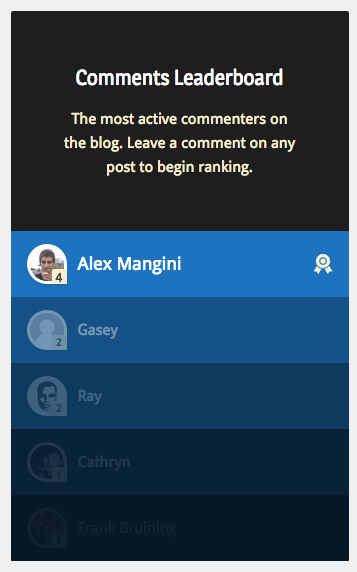 Comments Leaderboard
The most active commenters on
the blog. Leave a comment on any
post to begin ranking.
4
Alex Mangini
2
Gasey
2
Ray
1
Cathryn
Frank Bruining